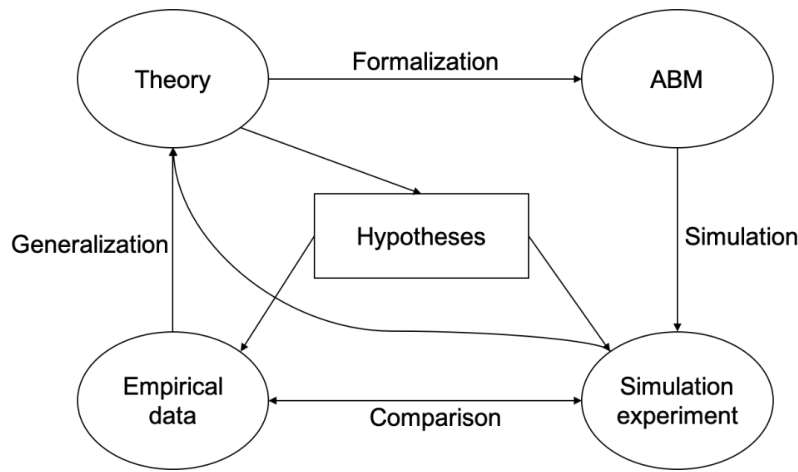 Theory
Formalization
ABM
Generalization
Hypotheses
Simulation
Empirical
data
Comparison
Simulation
experiment